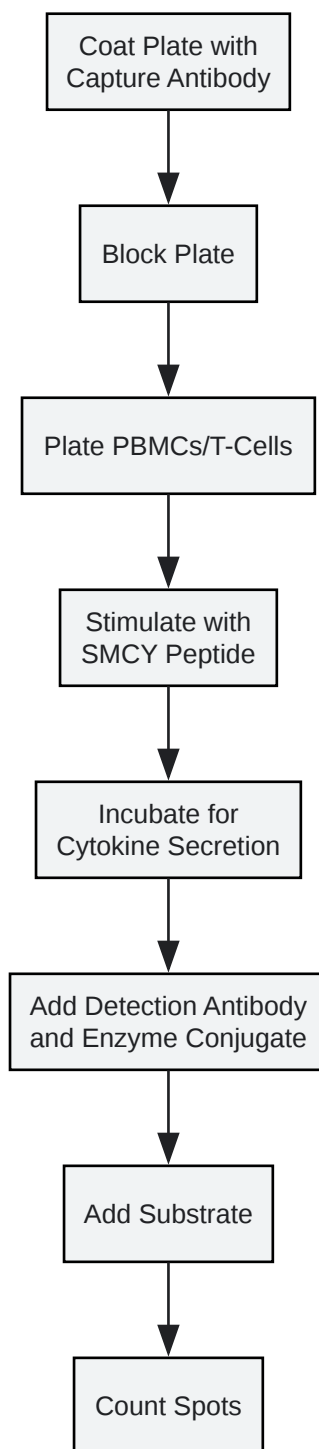 Coat Plate with
Capture Antibody
Block Plate
Plate PBMCs/T-Cells
Stimulate with
SMCY Peptide
Incubate for
Cytokine Secretion
Add Detection Antibody
and Enzyme Conjugate
Add Substrate
Count Spots